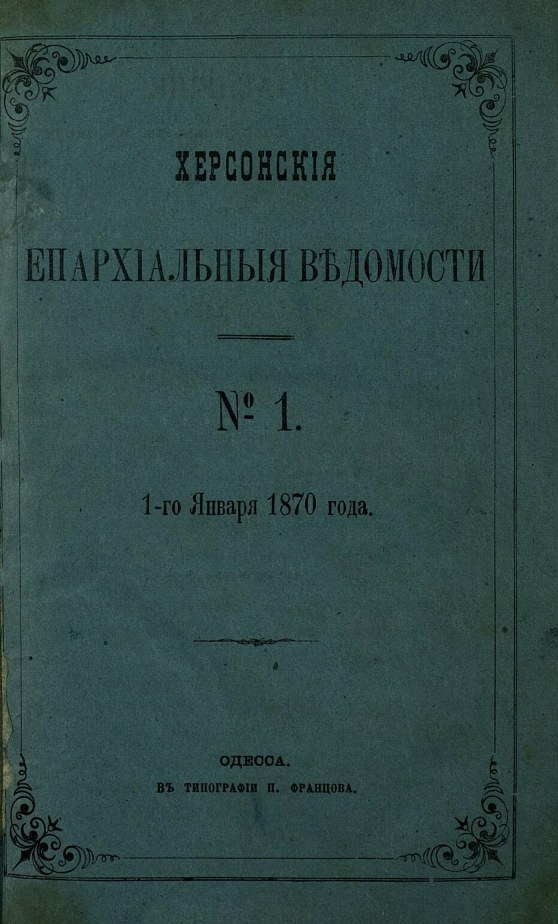 ХЕРСОНСКІЯ
ЕПАРХІАЛЬНЫЯ ВѢДОМОСТИ
№ 1.
1-го Января 1870 года.
ОДЕССА.
ВЪ ТИПОГРАФІИ П. ФРАНЦОВА.